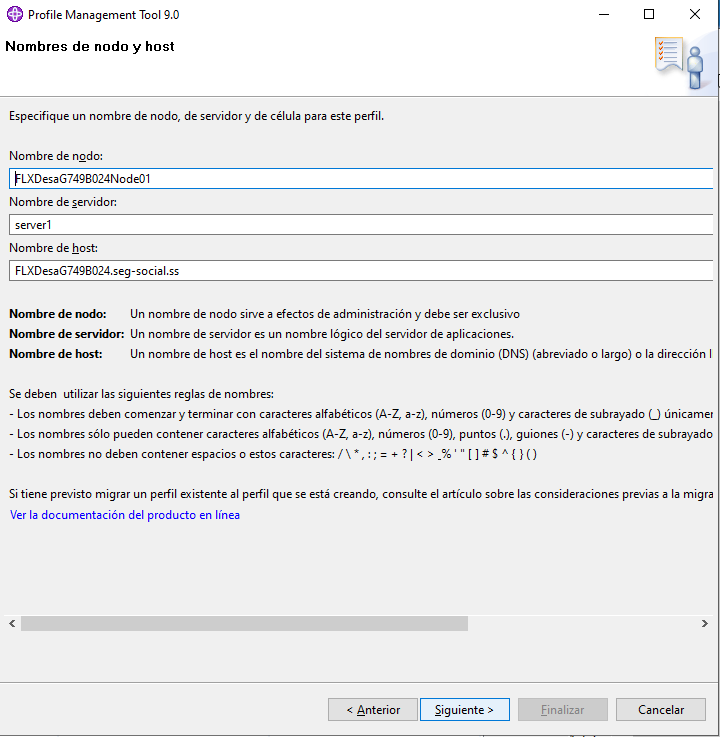 Profile Management Tool 9.0
Nombres de nodo y host
Especifique un nombre de nodo, de servidor y de célula para este perfil.
Nombre de nodo:
FLXDesaG749B024Node01
Nombre de servidor:
server1
Nombre de host:
FLXDesaG749B024.seg-social.ss
Nombre de nodo: Un nombre de nodo sirve a efectos de administración y debe ser exclusivo
Nombre de servidor: Un nombre de servidor es un nombre lógico del servidor de aplicaciones.
Nombre de host: Un nombre de host es el nombre del sistema de nombres de dominio (DNS) (abreviado o largo) o la dirección I
Se deben utilizar las siguientes reglas de nombres:
- Los nombres deben comenzar y terminar con caracteres alfabéticos (A-Z, a-z), números (0-9) y caracteres de subrayado (_) únicamer
- Los nombres sólo pueden contener caracteres alfabéticos (A-Z, a-z), números (0-9), puntos (.), guiones (-) y caracteres de subrayado
- Los nombres no deben contener espacios o estos caracteres: / \ * , : ; = + ? | < > _% ' " [ ] # $ ^ { } ( )
Si tiene previsto migrar un perfil existente al perfil que se está creando, consulte el artículo sobre las consideraciones previas a la migra
Ver la documentación del producto en línea
< Anterior
Siguiente >
Finalizar
Cancelar